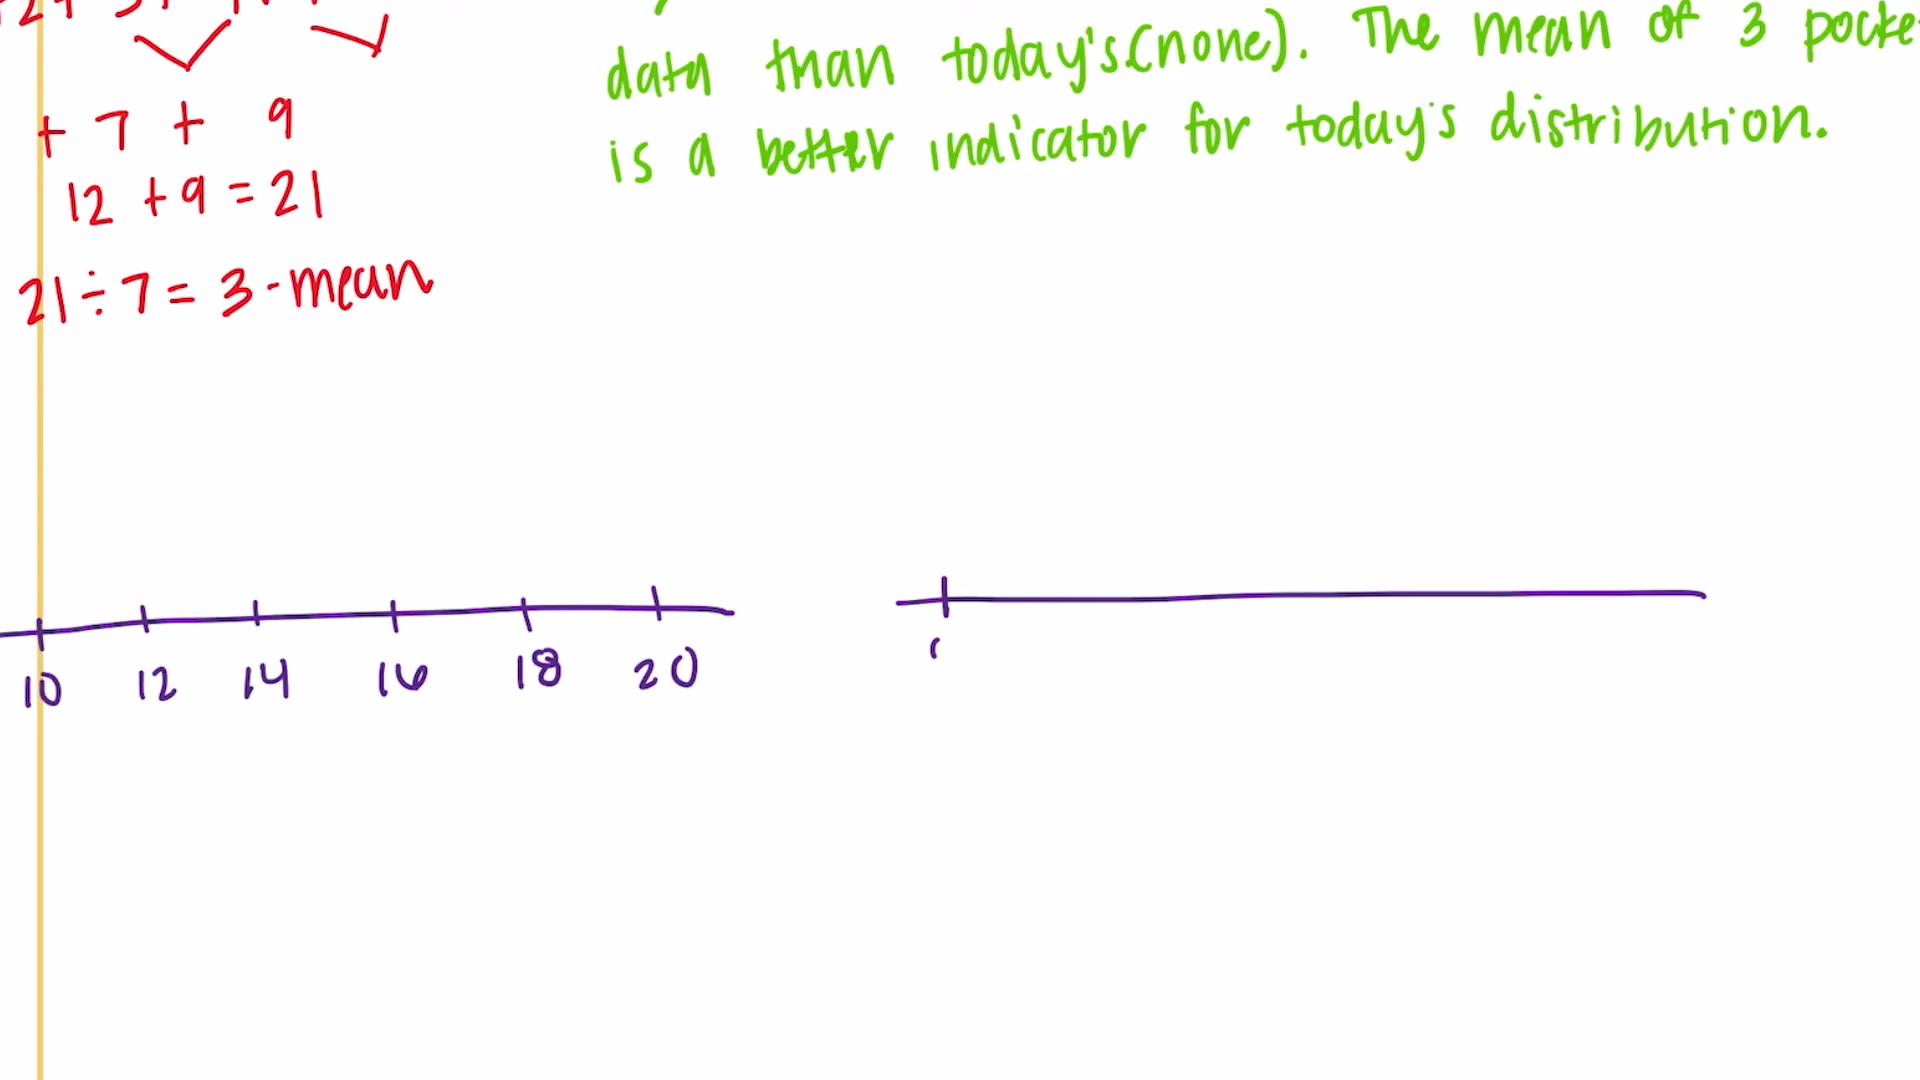 + 7 + 9
12 + 9 = 21
21 ÷ 7 = 3 - mean
data than today's (none). The mean of 3
is a better indicator for today's distribution.
10 12 14 16 18 20